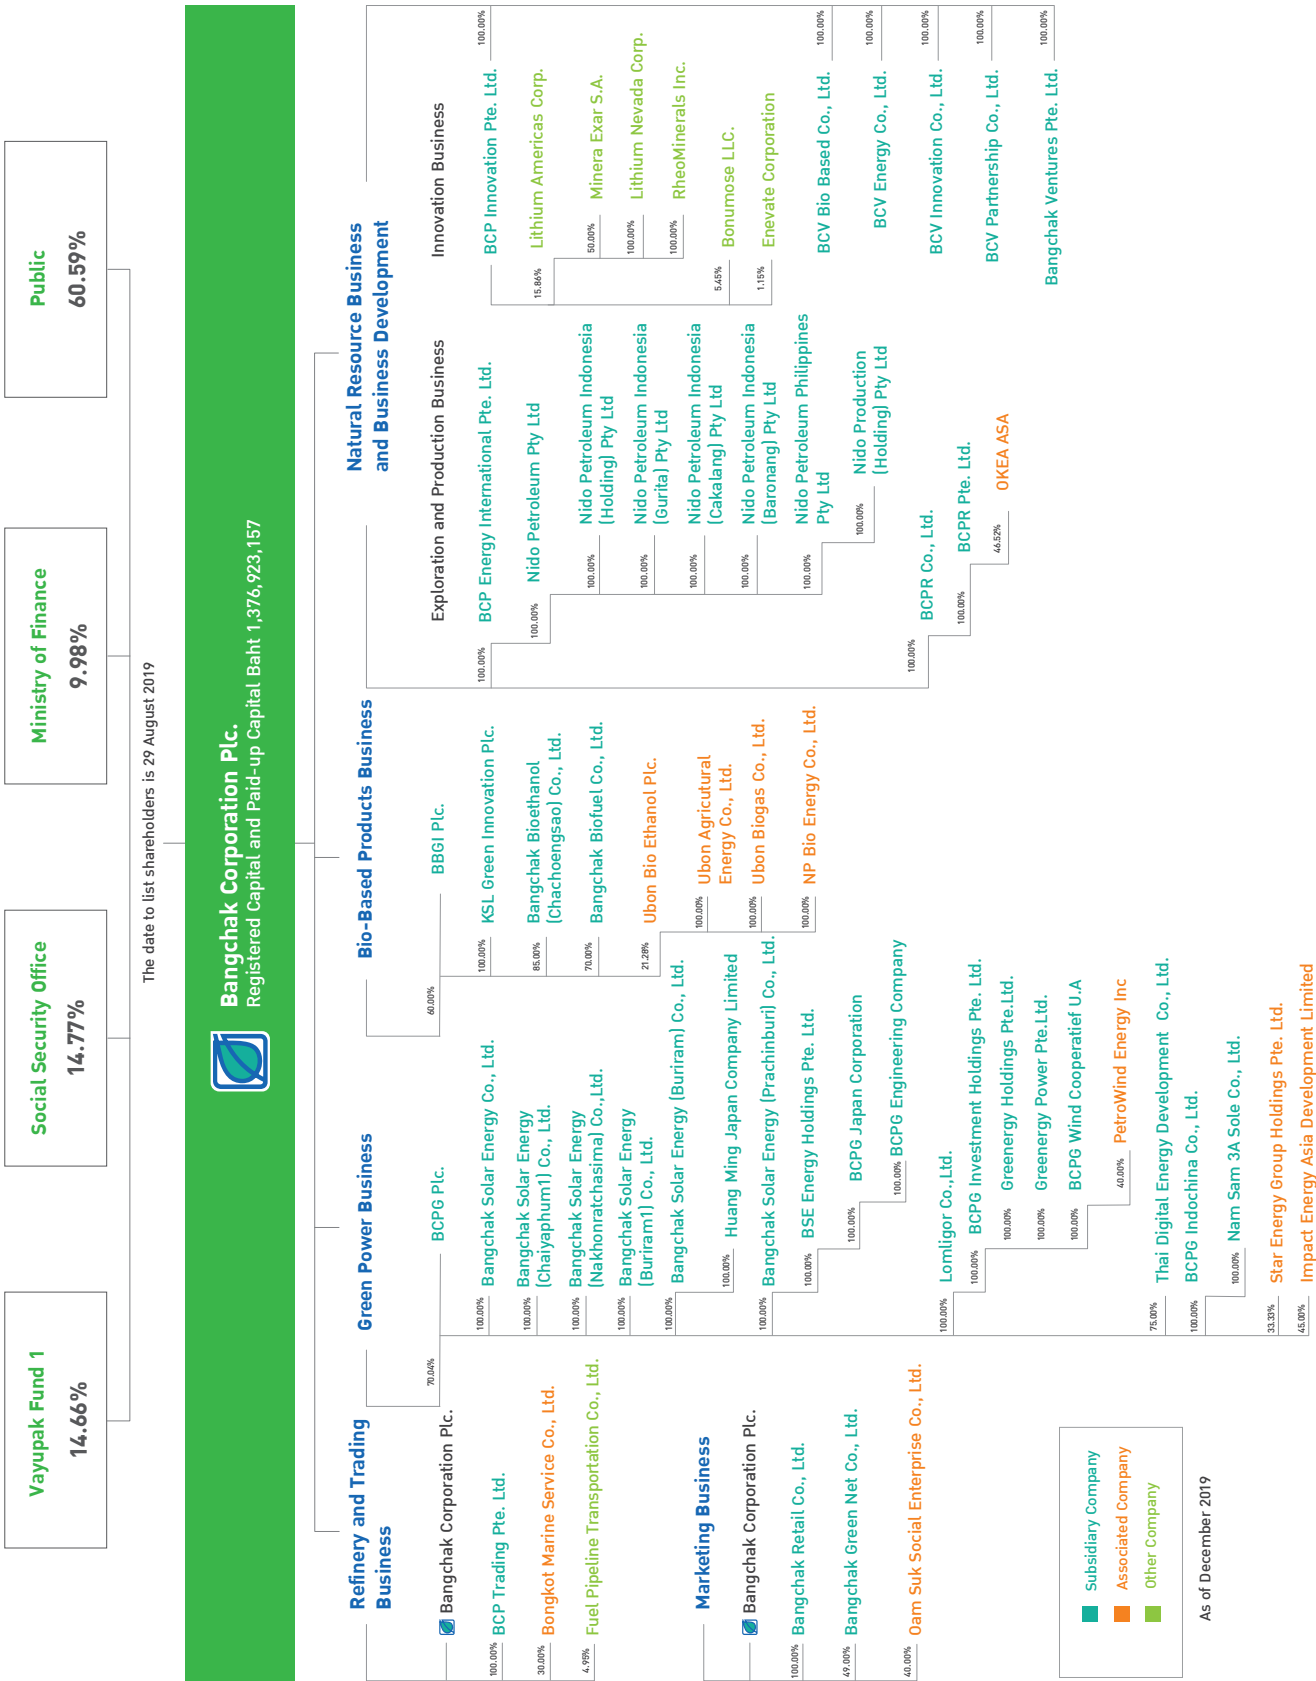 Vayupak Fund 1
14.66%
Social Security Office
14.77%
Ministry of Finance
9.98%
Public
60.59%
The date to list shareholders is 29 August 2019
Bangchak Corporation Plc.
Registered Capital and Paid-up Capital Baht 1,376,923,157
Refinery and Trading
Business
Bangchak Corporation Plc.
100.00%
BCP Trading Pte. Ltd.
30.00%
Bongkot Marine Service Co., Ltd.
4.95%
Fuel Pipeline Transportation Co., Ltd.
Marketing Business
Bangchak Corporation Plc.
100.00%
Bangchak Retail Co., Ltd.
49.00%
Bangchak Green Net Co., Ltd.
40.00%
Oam Suk Social Enterprise Co., Ltd.
Green Power Business
70.04%
BCPG Plc.
100.00%
Bangchak Solar Energy Co., Ltd.
100.00%
Bangchak Solar Energy
(Chaiyaphum1) Co., Ltd.
100.00%
Bangchak Solar Energy
(Nakhonratchasima) Co.,Ltd.
100.00%
Bangchak Solar Energy
(Buriram1) Co., Ltd.
100.00%
Bangchak Solar Energy (Buriram) Co., Ltd.
100.00%
Huang Ming Japan Company Limited
100.00%
Bangchak Solar Energy (Prachinburi) Co., Ltd.
100.00%
BSE Energy Holdings Pte. Ltd.
100.00%
BCPG Japan Corporation
100.00%
BCPG Engineering Company
100.00%
Lomligor Co.,Ltd.
100.00%
BCPG Investment Holdings Pte. Ltd.
100.00%
Greenergy Holdings Pte.Ltd.
100.00%
Greenergy Power Pte.Ltd.
100.00%
BCPG Wind Cooperatief U.A
40.00%
PetroWind Energy Inc
75.00%
Thai Digital Energy Development Co., Ltd.
100.00%
BCPG Indochina Co., Ltd.
100.00%
Nam Sam 3A Sole Co., Ltd.
33.33%
Star Energy Group Holdings Pte. Ltd.
45.00%
Impact Energy Asia Development Limited
Bio-Based Products Business
60.00%
BBGI Plc.
100.00%
KSL Green Innovation Plc.
85.00%
Bangchak Bioethanol
(Chachoengsao) Co., Ltd.
70.00%
Bangchak Biofuel Co., Ltd.
21.28%
Ubon Bio Ethanol Plc.
100.00%
Ubon Agricutural
Energy Co., Ltd.
100.00%
Ubon Biogas Co., Ltd.
100.00%
NP Bio Energy Co., Ltd.
Natural Resource Business
and Business Development
Exploration and Production Business
100.00%
BCP Energy International Pte. Ltd.
100.00%
Nido Petroleum Pty Ltd
100.00%
Nido Petroleum Indonesia
(Holding) Pty Ltd
100.00%
Nido Petroleum Indonesia
(Gurita) Pty Ltd
100.00%
Nido Petroleum Indonesia
(Cakalang) Pty Ltd
100.00%
Nido Petroleum Indonesia
(Baronang) Pty Ltd
100.00%
Nido Petroleum Philippines
Pty Ltd
100.00%
Nido Production
(Holding) Pty Ltd
100.00%
BCPR Co., Ltd.
100.00%
BCPR Pte. Ltd.
46.52%
OKEA ASA
Innovation Business
BCP Innovation Pte. Ltd.
100.00%
15.86%
Lithium Americas Corp.
50.00%
Minera Exar S.A.
100.00%
Lithium Nevada Corp.
100.00%
RheoMinerals Inc.
5.45%
Bonumose LLC.
1.15%
Enevate Corporation
BCV Bio Based Co., Ltd.
100.00%
BCV Energy Co., Ltd.
100.00%
BCV Innovation Co., Ltd.
100.00%
BCV Partnership Co., Ltd.
100.00%
Bangchak Ventures Pte. Ltd.
100.00%
Subsidiary Company
Associated Company
Other Company
As of December 2019